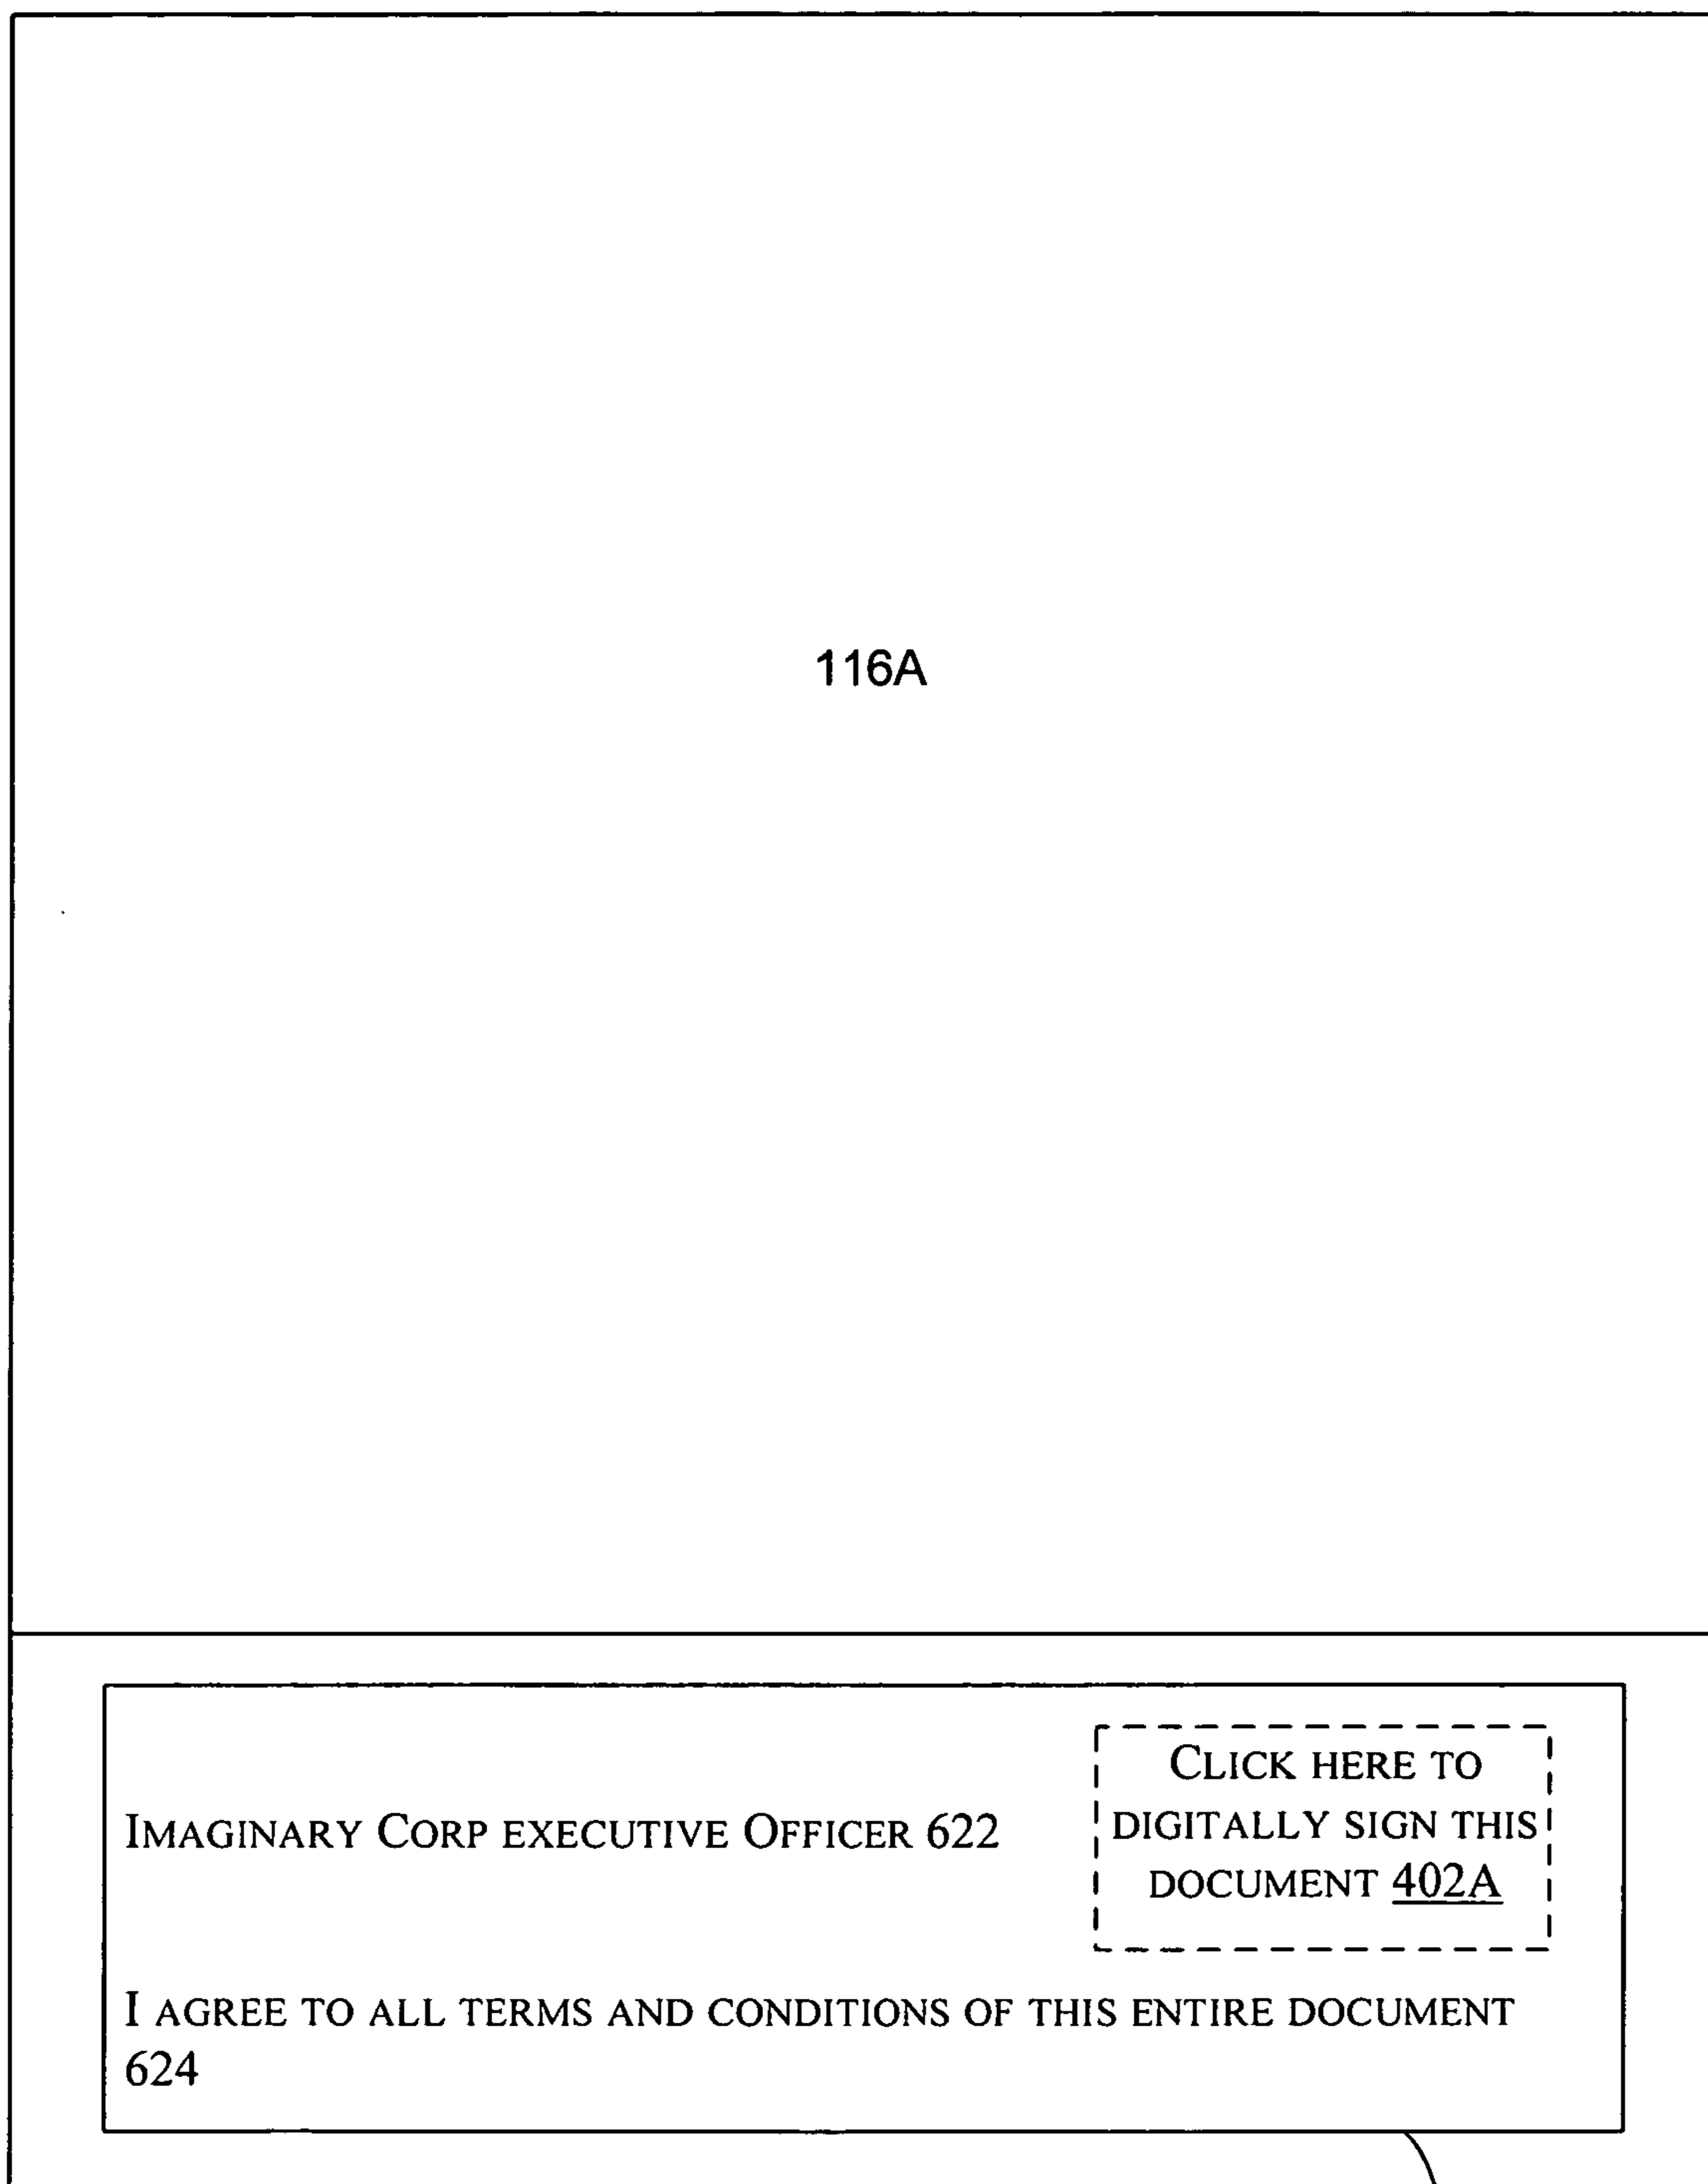 116A
IMAGINARY CORP EXECUTIVE OFFICER 622
CLICK HERE TO
DIGITALLY SIGN THIS
DOCUMENT 402A
I AGREE TO ALL TERMS AND CONDITIONS OF THIS ENTIRE DOCUMENT
624